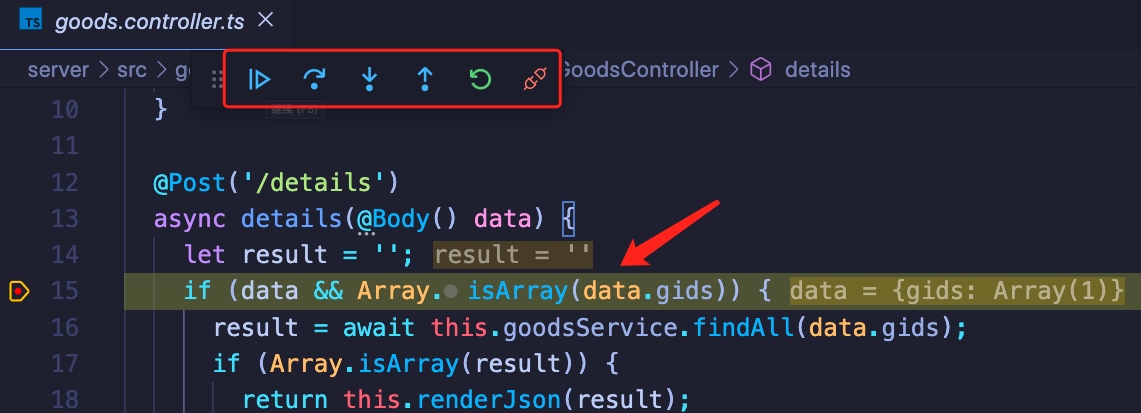 TS goods.controller.ts
server > src > g GoodsController > details
继续 (F5)
10 }
11
12 @Post('/details')
13 async details(@Body() data) {
14 let result = ''; result = ''
15 if (data && Array. isArray(data.gids)) { data = {gids: Array(1)}
16 result = await this.goodsService.findAll(data.gids);
17 if (Array.isArray(result)) {
18 return this.renderJson(result);